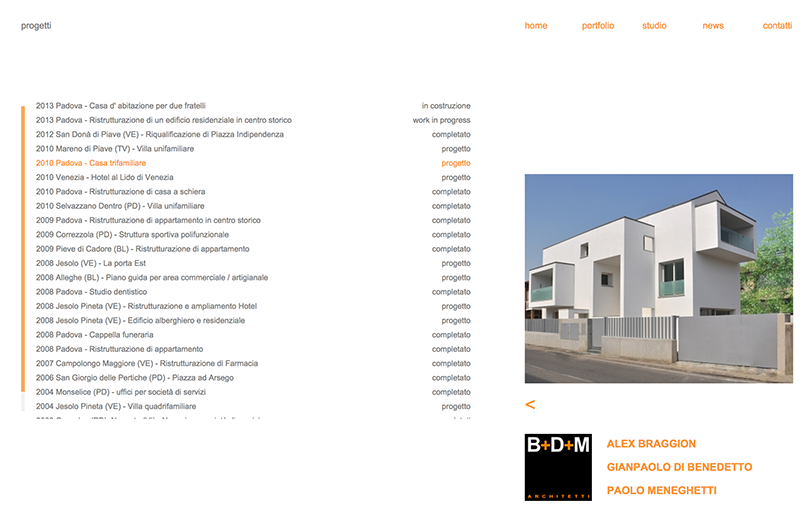 progetti
home
portfolio
studio
news
contatti
2013 Padova - Casa d' abitazione per due fratelli in costruzione
2013 Padova - Ristrutturazione di un edificio residenziale in centro storico work in progress
2012 San Donà di Piave (VE) - Riqualificazione di Piazza Indipendenza completato
2010 Mareno di Piave (TV) - Villa unifamiliare progetto
2010 Padova - Casa trifamiliare progetto
2010 Venezia - Hotel al Lido di Venezia progetto
2010 Padova - Ristrutturazione di casa a schiera completato
2010 Selvazzano Dentro (PD) - Villa unifamiliare completato
2009 Padova - Ristrutturazione di appartamento in centro storico completato
2009 Correzzola (PD) - Struttura sportiva polifunzionale completato
2009 Pieve di Cadore (BL) - Ristrutturazione di appartamento completato
2008 Jesolo (VE) - La porta Est progetto
2008 Alleghe (BL) - Piano guida per area commerciale / artigianale progetto
2008 Padova - Studio dentistico completato
2008 Jesolo Pineta (VE) - Ristrutturazione e ampliamento Hotel progetto
2008 Jesolo Pineta (VE) - Edificio alberghiero e residenziale progetto
2008 Padova - Cappella funeraria completato
2008 Padova - Ristrutturazione di appartamento completato
2007 Campolongo Maggiore (VE) - Ristrutturazione di Farmacia completato
2006 San Giorgio delle Pertiche (PD) - Piazza ad Arsego completato
2004 Monselice (PD) - uffici per società di servizi completato
2004 Jesolo Pineta (VE) - Villa quadrifamiliare progetto
<
B+D+M
ARCHITETTI
ALEX BRAGGION
GIANPAOLO DI BENEDETTO
PAOLO MENEGHETTI